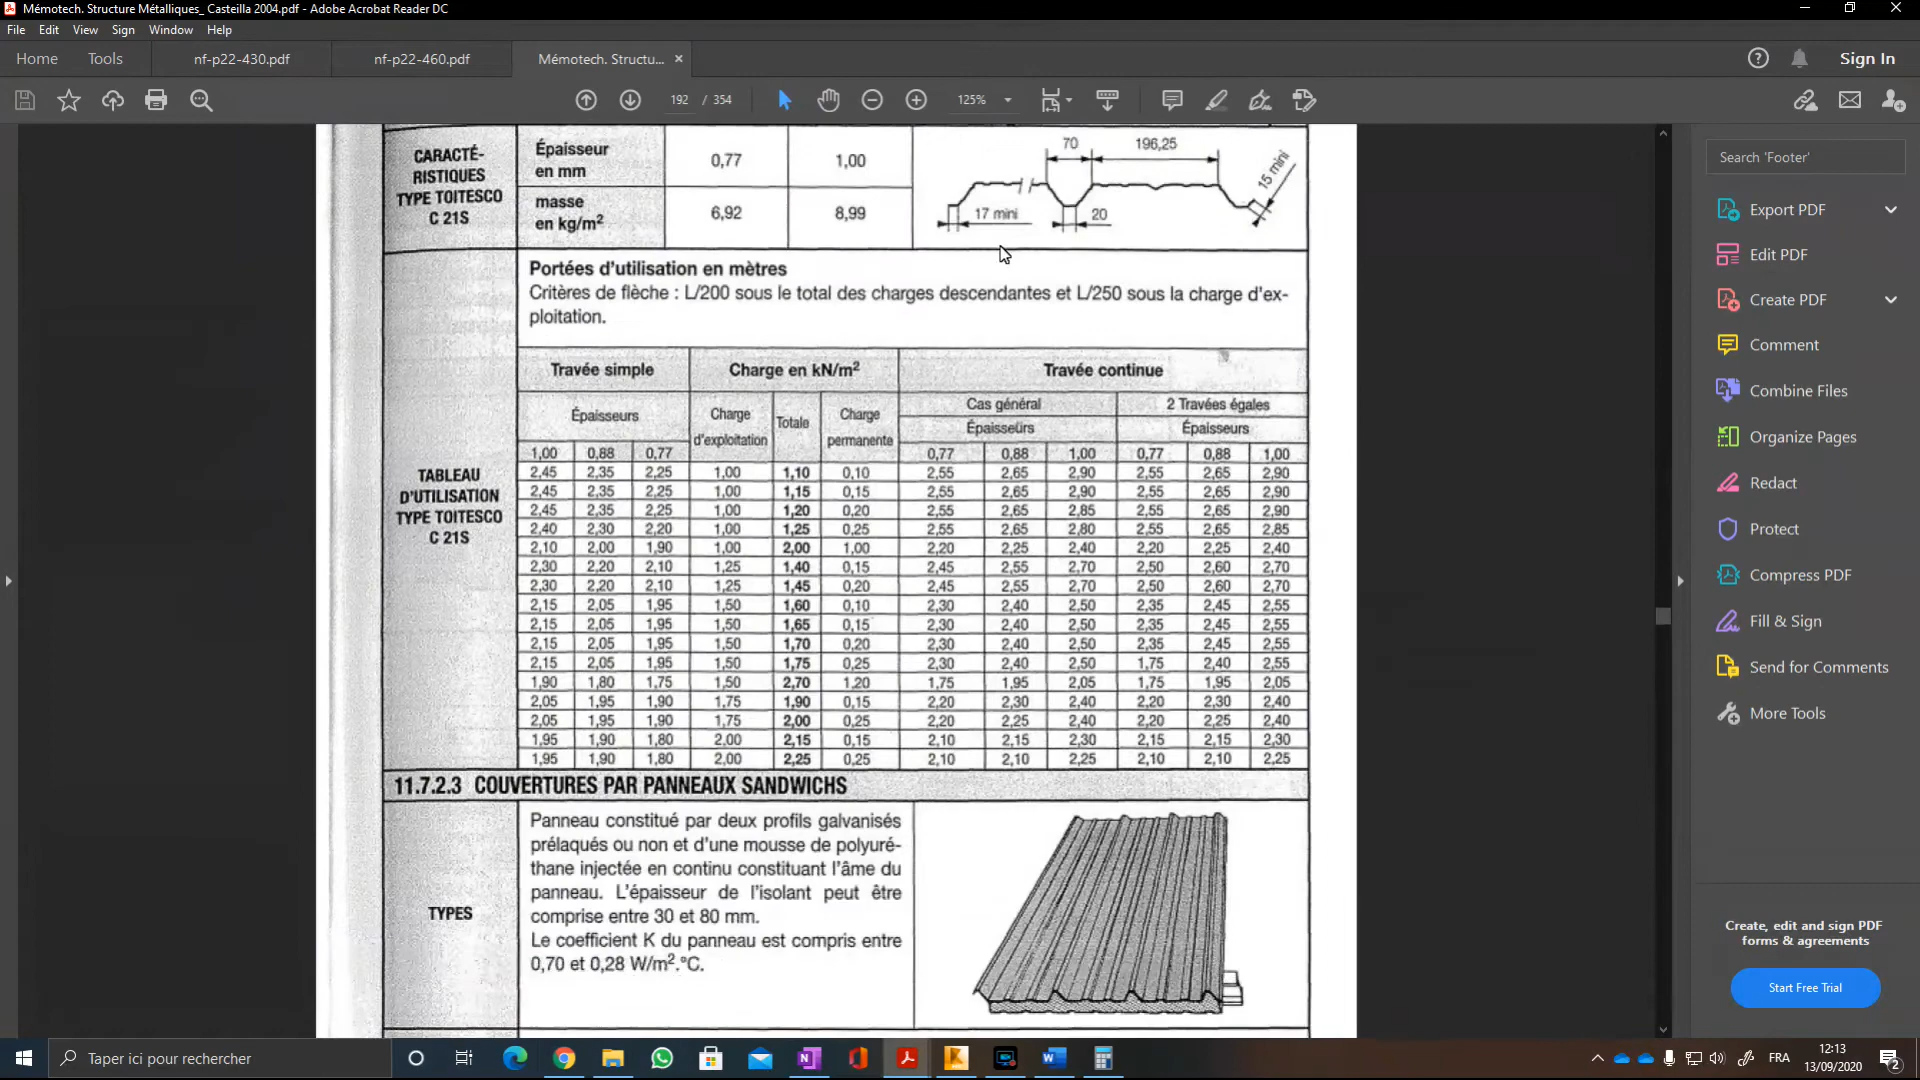 Mémotech. Structure Métalliques_ Casteilla 2004.pdf - Adobe Acrobat Reader DC
File Edit View Sign Window Help
Home Tools nf-p22-430.pdf nf-p22-460.pdf Mémotech. Structu... Sign In
192 / 354 125%
CARACTÉ-
RISTIQUES
TYPE TOITESCO
C 21S
Épaisseur
en mm
0,77 1,00
masse
en kg/m²
6,92 8,99
70 196,25
15 mini
17 mini 20
Portées d'utilisation en mètres
Critères de flèche : L/200 sous le total des charges descendantes et L/250 sous la charge d'ex-
ploitation.
TABLEAU
D'UTILISATION
TYPE TOITESCO
C 21S
Travée simple Charge en kN/m² Travée continue
Épaisseurs Charge d'exploitation Totale Charge permanente Cas général 2 Travées égales
Épaisseurs Épaisseurs
1,00 0,88 0,77 0,77 0,88 1,00 0,77 0,88 1,00
2,45 2,35 2,25 1,00 1,10 0,10 2,55 2,65 2,90 2,55 2,65 2,90
2,45 2,35 2,25 1,00 1,15 0,15 2,55 2,65 2,90 2,55 2,65 2,90
2,45 2,35 2,25 1,00 1,20 0,20 2,55 2,65 2,85 2,55 2,65 2,90
2,40 2,30 2,20 1,00 1,25 0,25 2,55 2,65 2,80 2,55 2,65 2,85
2,10 2,00 1,90 1,00 2,00 1,00 2,20 2,25 2,40 2,20 2,25 2,40
2,30 2,20 2,10 1,25 1,40 0,15 2,45 2,55 2,70 2,50 2,60 2,70
2,30 2,20 2,10 1,25 1,45 0,20 2,45 2,55 2,70 2,50 2,60 2,70
2,15 2,05 1,95 1,50 1,60 0,10 2,30 2,40 2,50 2,35 2,45 2,55
2,15 2,05 1,95 1,50 1,65 0,15 2,30 2,40 2,50 2,35 2,45 2,55
2,15 2,05 1,95 1,50 1,70 0,20 2,30 2,40 2,50 2,35 2,45 2,55
2,15 2,05 1,95 1,50 1,75 0,25 2,30 2,40 2,50 1,75 2,40 2,55
1,90 1,80 1,75 1,50 2,70 1,20 1,75 1,95 2,05 1,75 1,95 2,05
2,05 1,95 1,90 1,75 1,90 0,15 2,20 2,30 2,40 2,20 2,30 2,40
2,05 1,95 1,90 1,75 2,00 0,25 2,20 2,25 2,40 2,20 2,25 2,40
1,95 1,90 1,80 2,00 2,15 0,15 2,10 2,15 2,30 2,15 2,15 2,30
1,95 1,90 1,80 2,00 2,25 0,25 2,10 2,10 2,25 2,10 2,10 2,25
11.7.2.3 COUVERTURES PAR PANNEAUX SANDWICHS
TYPES
Panneau constitué par deux profils galvanisés
prélaqués ou non et d'une mousse de polyuré-
thane injectée en continu constituant l'âme du
panneau. L'épaisseur de l'isolant peut être
comprise entre 30 et 80 mm.
Le coefficient K du panneau est compris entre
0,70 et 0,28 W/m².°C.
Search 'Footer'
Export PDF
Edit PDF
Create PDF
Comment
Combine Files
Organize Pages
Redact
Protect
Compress PDF
Fill & Sign
Send for Comments
More Tools
Create, edit and sign PDF
forms & agreements
Start Free Trial
Taper ici pour rechercher
FRA
12:13
13/09/2020
2